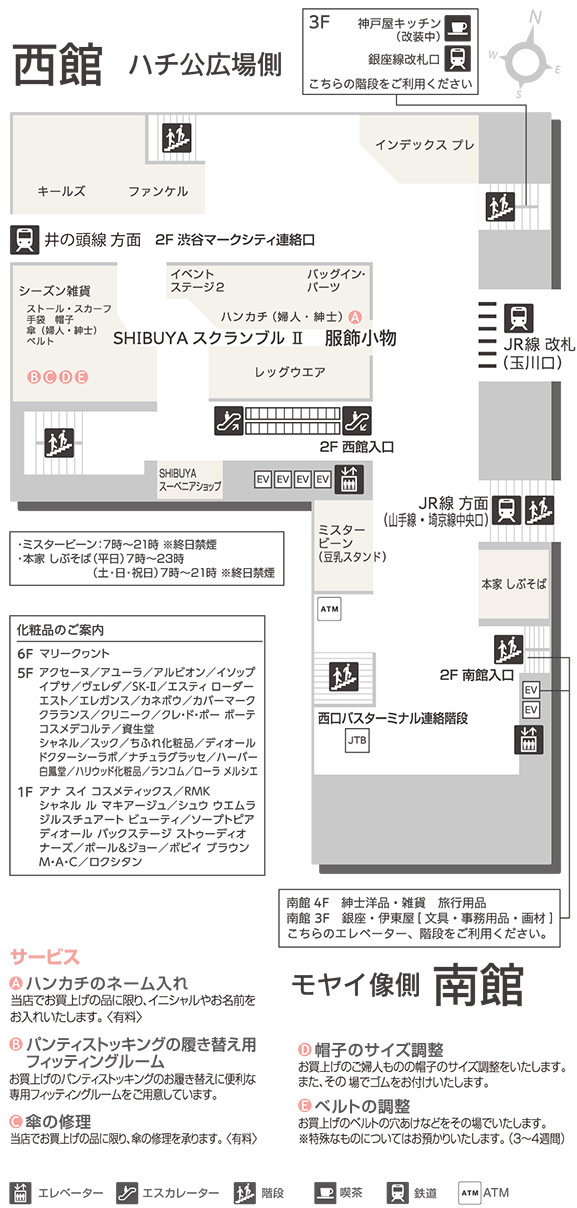 西館 ハチ公広場側
3F 神戸屋キッチン
(改装中)
銀座線改札口
こちらの階段をご利用ください
N
W E
S
インデックス プレ
キールズ ファンケル
井の頭線 方面 2F 渋谷マークシティ連絡口
シーズン雑貨
ストール・スカーフ
手袋 帽子
傘(婦人・紳士)
ベルト
B C D E
イベント
ステージ2
バッグイン・
パーツ
ハンカチ(婦人・紳士) A
SHIBUYA スクランブル Ⅱ 服飾小物
レッグウエア
JR線 改札
(玉川口)
2F 西館入口
SHIBUYA
スーベニアショップ
EV EV EV EV
JR線 方面
(山手線・埼京線中央口)
ミスター
ビーン
(豆乳スタンド)
本家 しぶそば
ATM
2F 南館入口
EV
EV
西口バスターミナル連絡階段
JTB
・ミスタービーン:7時〜21時 ※終日禁煙
・本家 しぶそば(平日)7時〜23時
(土・日・祝日)7時〜21時 ※終日禁煙
化粧品のご案内
6F マリークヮント
5F アクセーヌ/アユーラ/アルビオン/イソップ
イプサ/ヴェレダ/SK-Ⅱ/エスティ ローダー
エスト/エレガンス/カネボウ/カバーマーク
クラランス/クリニーク/クレ・ド・ポー ボーテ
コスメデコルテ/資生堂
シャネル/スック/ちふれ化粧品/ディオール
ドクターシーラボ/ナチュラグラッセ/ハーバー
白鳳堂/ハリウッド化粧品/ランコム/ローラ メルシエ
1F アナ スイ コスメティックス/RMK
シャネル ル マキアージュ/シュウ ウエムラ
ジルスチュアート ビューティ/ソープトピア
ディオール バックステージ ストゥーディオ
ナーズ/ポール&ジョー/ボビイ ブラウン
M・A・C/ロクシタン
南館 4F 紳士洋品・雑貨 旅行用品
南館 3F 銀座・伊東屋[文具・事務用品・画材]
こちらのエレベーター、階段をご利用ください。
モヤイ像側 南館
サービス
A ハンカチのネーム入れ
当店でお買上げの品に限り、イニシャルやお名前を
お入れいたします。〈有料〉
B パンティストッキングの履き替え用
フィッティングルーム
お買上げのパンティストッキングのお履き替えに便利な
専用フィッティングルームをご用意しています。
C 傘の修理
当店でお買上げの品に限り、傘の修理を承ります。〈有料〉
D 帽子のサイズ調整
お買上げのご婦人ものの帽子のサイズ調整をいたします。
また、その 場でゴムをお付けいたします。
E ベルトの調整
お買上げのベルトの穴あけなどをその場でいたします。
※特殊なものについてはお預かりいたします。(3〜4週間)
エレベーター エスカレーター 階段 喫茶 鉄道 ATM ATM